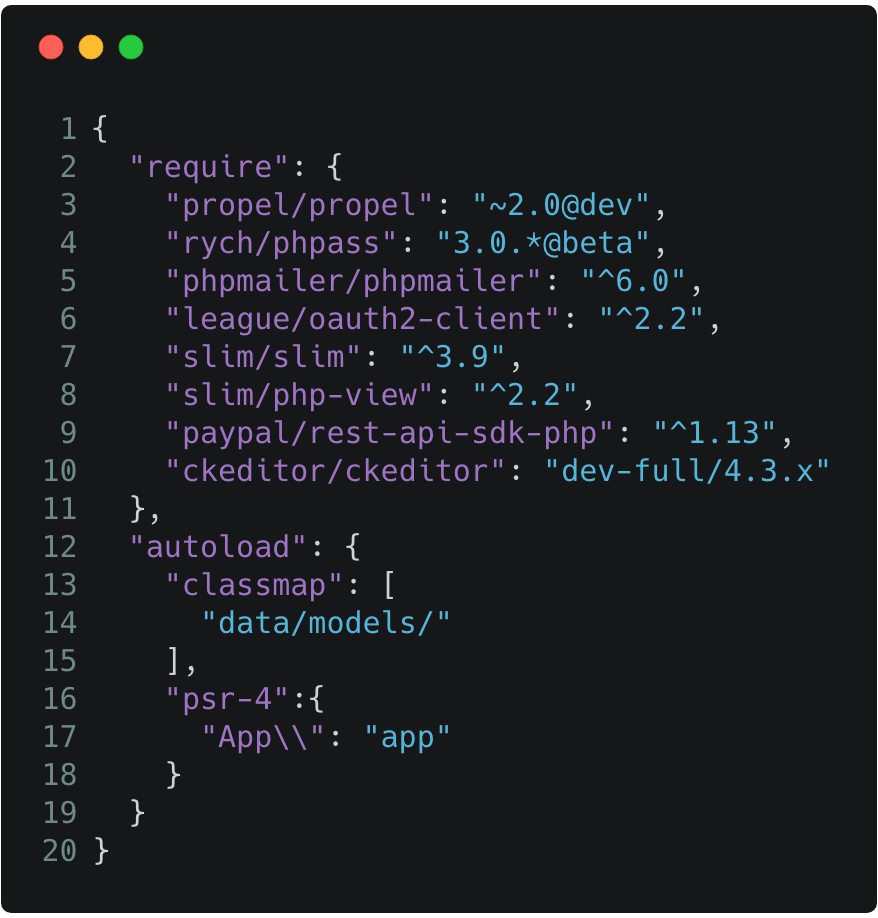 1 {
2   "require": {
3     "propel/propel": "~2.0@dev",
4     "rych/phpass": "3.0.*@beta",
5     "phpmailer/phpmailer": "^6.0",
6     "league/oauth2-client": "^2.2",
7     "slim/slim": "^3.9",
8     "slim/php-view": "^2.2",
9     "paypal/rest-api-sdk-php": "^1.13",
10     "ckeditor/ckeditor": "dev-full/4.3.x"
11   },
12   "autoload": {
13     "classmap": [
14       "data/models/"
15     ],
16     "psr-4":{
17       "App\\": "app"
18     }
19   }
20 }